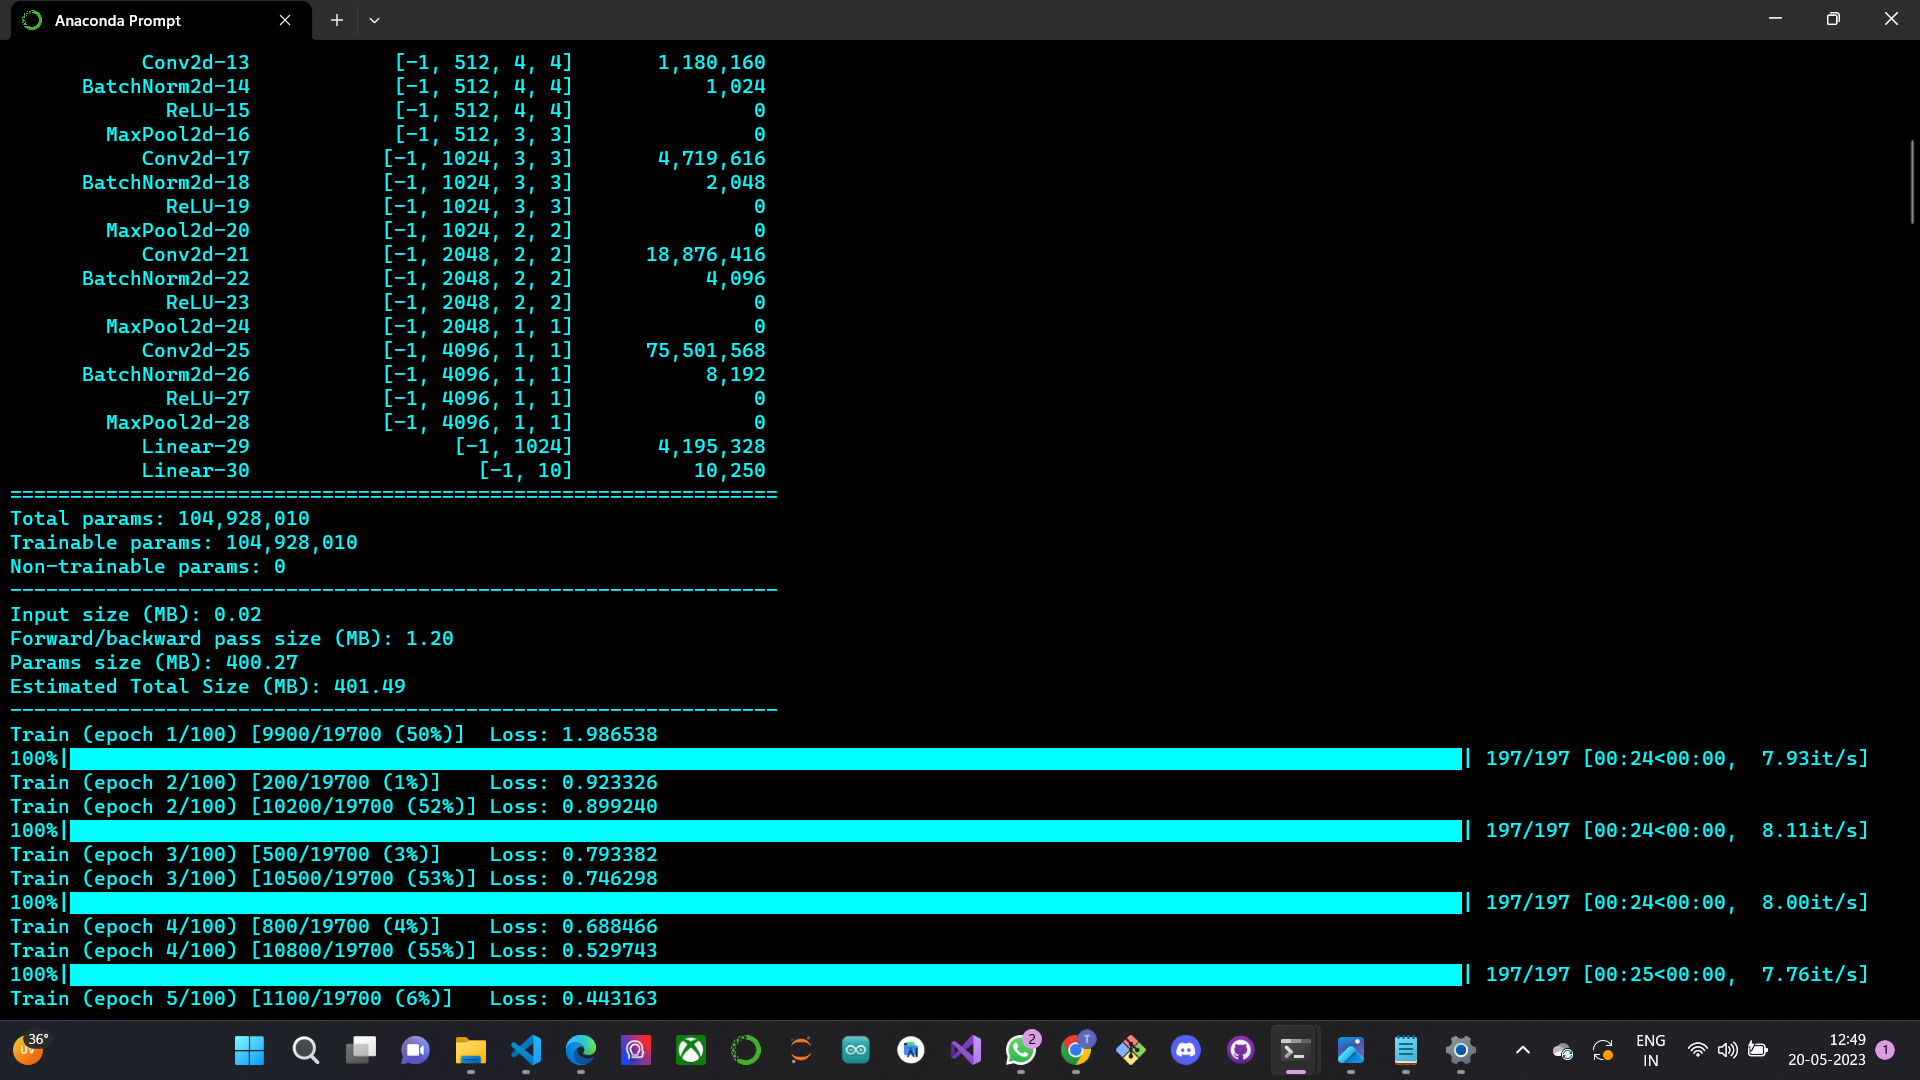 Anaconda Prompt
Conv2d-13 [-1, 512, 4, 4] 1,180,160
BatchNorm2d-14 [-1, 512, 4, 4] 1,024
ReLU-15 [-1, 512, 4, 4] 0
MaxPool2d-16 [-1, 512, 3, 3] 0
Conv2d-17 [-1, 1024, 3, 3] 4,719,616
BatchNorm2d-18 [-1, 1024, 3, 3] 2,048
ReLU-19 [-1, 1024, 3, 3] 0
MaxPool2d-20 [-1, 1024, 2, 2] 0
Conv2d-21 [-1, 2048, 2, 2] 18,876,416
BatchNorm2d-22 [-1, 2048, 2, 2] 4,096
ReLU-23 [-1, 2048, 2, 2] 0
MaxPool2d-24 [-1, 2048, 1, 1] 0
Conv2d-25 [-1, 4096, 1, 1] 75,501,568
BatchNorm2d-26 [-1, 4096, 1, 1] 8,192
ReLU-27 [-1, 4096, 1, 1] 0
MaxPool2d-28 [-1, 4096, 1, 1] 0
Linear-29 [-1, 1024] 4,195,328
Linear-30 [-1, 10] 10,250
================================================================
Total params: 104,928,010
Trainable params: 104,928,010
Non-trainable params: 0
----------------------------------------------------------------
Input size (MB): 0.02
Forward/backward pass size (MB): 1.20
Params size (MB): 400.27
Estimated Total Size (MB): 401.49
----------------------------------------------------------------
Train (epoch 1/100) [9900/19700 (50%)] Loss: 1.986538
100%| | 197/197 [00:24<00:00, 7.93it/s]
Train (epoch 2/100) [200/19700 (1%)] Loss: 0.923326
Train (epoch 2/100) [10200/19700 (52%)] Loss: 0.899240
100%| | 197/197 [00:24<00:00, 8.11it/s]
Train (epoch 3/100) [500/19700 (3%)] Loss: 0.793382
Train (epoch 3/100) [10500/19700 (53%)] Loss: 0.746298
100%| | 197/197 [00:24<00:00, 8.00it/s]
Train (epoch 4/100) [800/19700 (4%)] Loss: 0.688466
Train (epoch 4/100) [10800/19700 (55%)] Loss: 0.529743
100%| | 197/197 [00:25<00:00, 7.76it/s]
Train (epoch 5/100) [1100/19700 (6%)] Loss: 0.443163
36°
UV
2
T
ENG
IN
12:49
20-05-2023
1